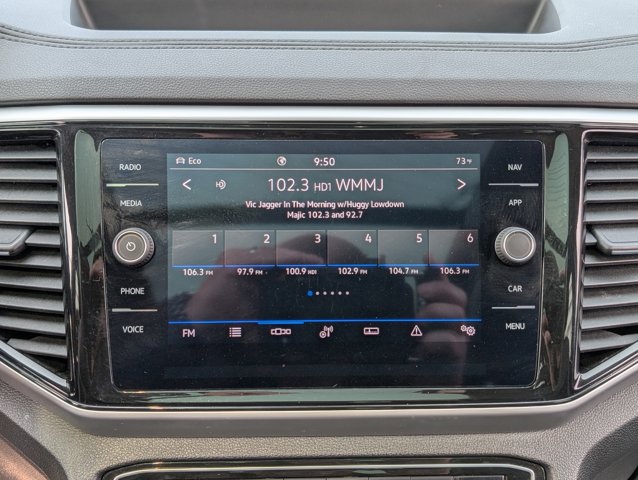 RADIO
MEDIA
PHONE
VOICE
Eco 9:50 73°F
102.3 HD1 WMMJ
Vic Jagger In The Morning w/Huggy Lowdown
Majic 102.3 and 92.7
1 2 3 4 5 6
106.3 FM 97.9 FM 100.9 HD1 102.9 FM 104.7 FM 106.3 FM
FM
NAV
APP
CAR
MENU